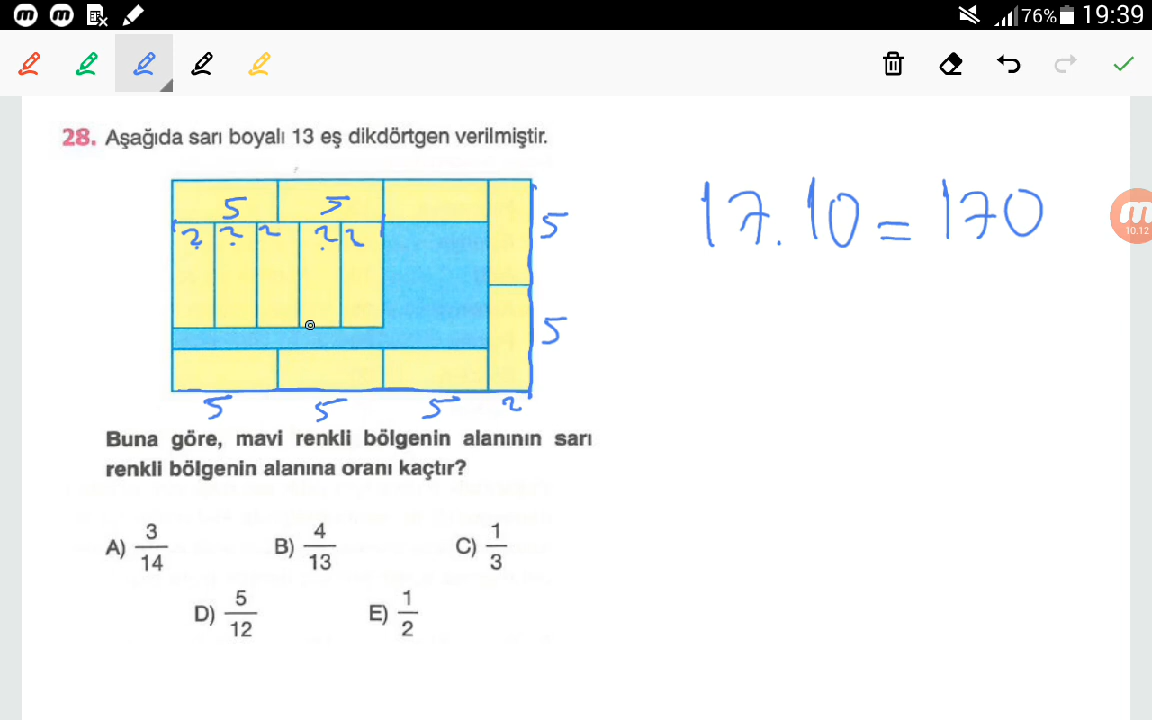 76% 19:39
28. Aşağıda sarı boyalı 13 eş dikdörtgen verilmiştir.
5 5
2 2 2 2 2
5
5
5 5 5 2
17.10=170
10.12
Buna göre, mavi renkli bölgenin alanının sarı
renkli bölgenin alanına oranı kaçtır?
A) 3/14 B) 4/13 C) 1/3
D) 5/12 E) 1/2